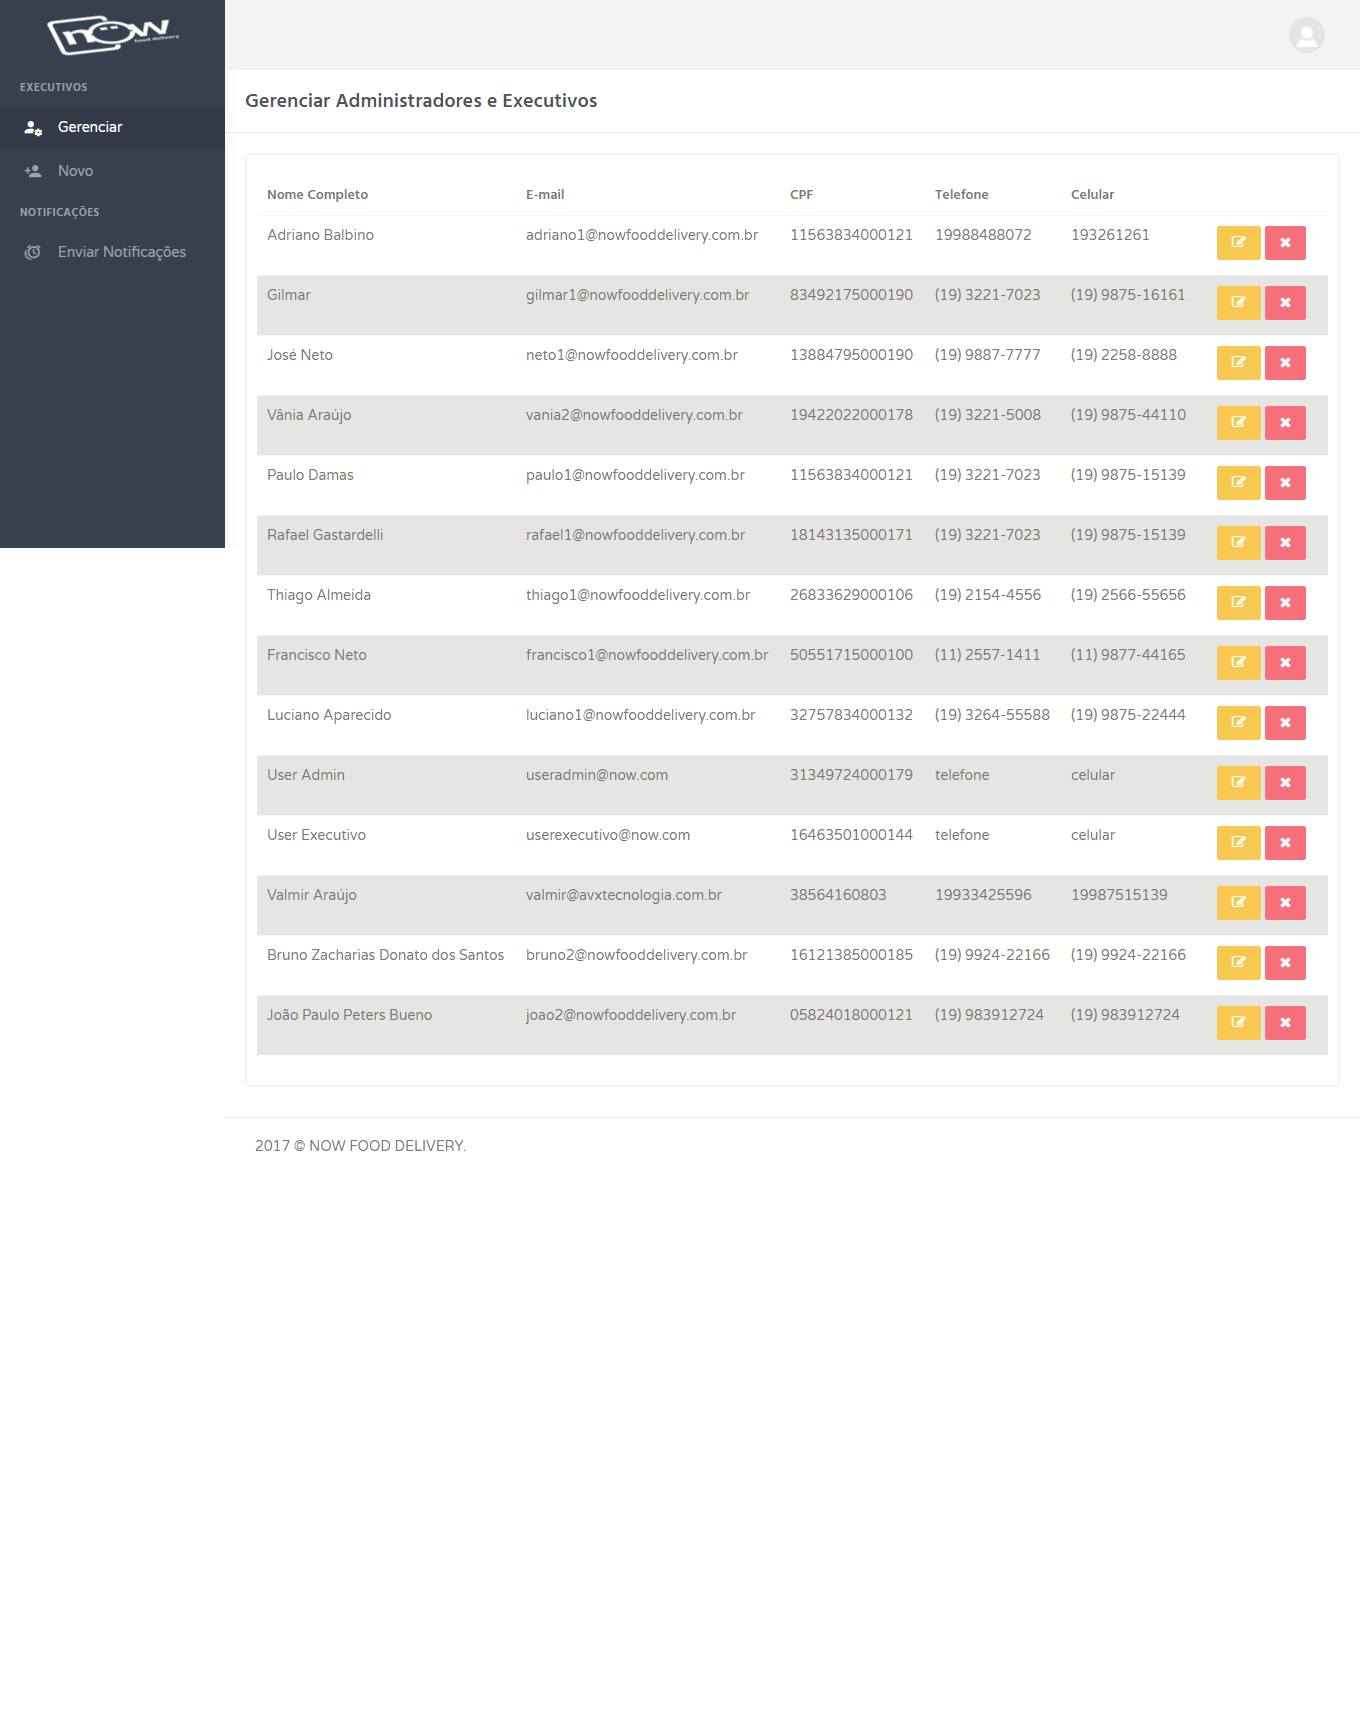 now
food delivery
EXECUTIVOS
Gerenciar
Novo
NOTIFICAÇÕES
Enviar Notificações
Gerenciar Administradores e Executivos
Nome Completo E-mail CPF Telefone Celular
Adriano Balbino adriano1@nowfooddelivery.com.br 11563834000121 19988488072 193261261
Gilmar gilmar1@nowfooddelivery.com.br 83492175000190 (19) 3221-7023 (19) 9875-16161
José Neto neto1@nowfooddelivery.com.br 13884795000190 (19) 9887-7777 (19) 2258-8888
Vânia Araújo vania2@nowfooddelivery.com.br 19422022000178 (19) 3221-5008 (19) 9875-44110
Paulo Damas paulo1@nowfooddelivery.com.br 11563834000121 (19) 3221-7023 (19) 9875-15139
Rafael Gastardelli rafael1@nowfooddelivery.com.br 18143135000171 (19) 3221-7023 (19) 9875-15139
Thiago Almeida thiago1@nowfooddelivery.com.br 26833629000106 (19) 2154-4556 (19) 2566-55656
Francisco Neto francisco1@nowfooddelivery.com.br 50551715000100 (11) 2557-1411 (11) 9877-44165
Luciano Aparecido luciano1@nowfooddelivery.com.br 32757834000132 (19) 3264-55588 (19) 9875-22444
User Admin useradmin@now.com 31349724000179 telefone celular
User Executivo userexecutivo@now.com 16463501000144 telefone celular
Valmir Araújo valmir@avxtecnologia.com.br 38564160803 19933425596 19987515139
Bruno Zacharias Donato dos Santos bruno2@nowfooddelivery.com.br 16121385000185 (19) 9924-22166 (19) 9924-22166
João Paulo Peters Bueno joao2@nowfooddelivery.com.br 05824018000121 (19) 983912724 (19) 983912724
2017 © NOW FOOD DELIVERY.